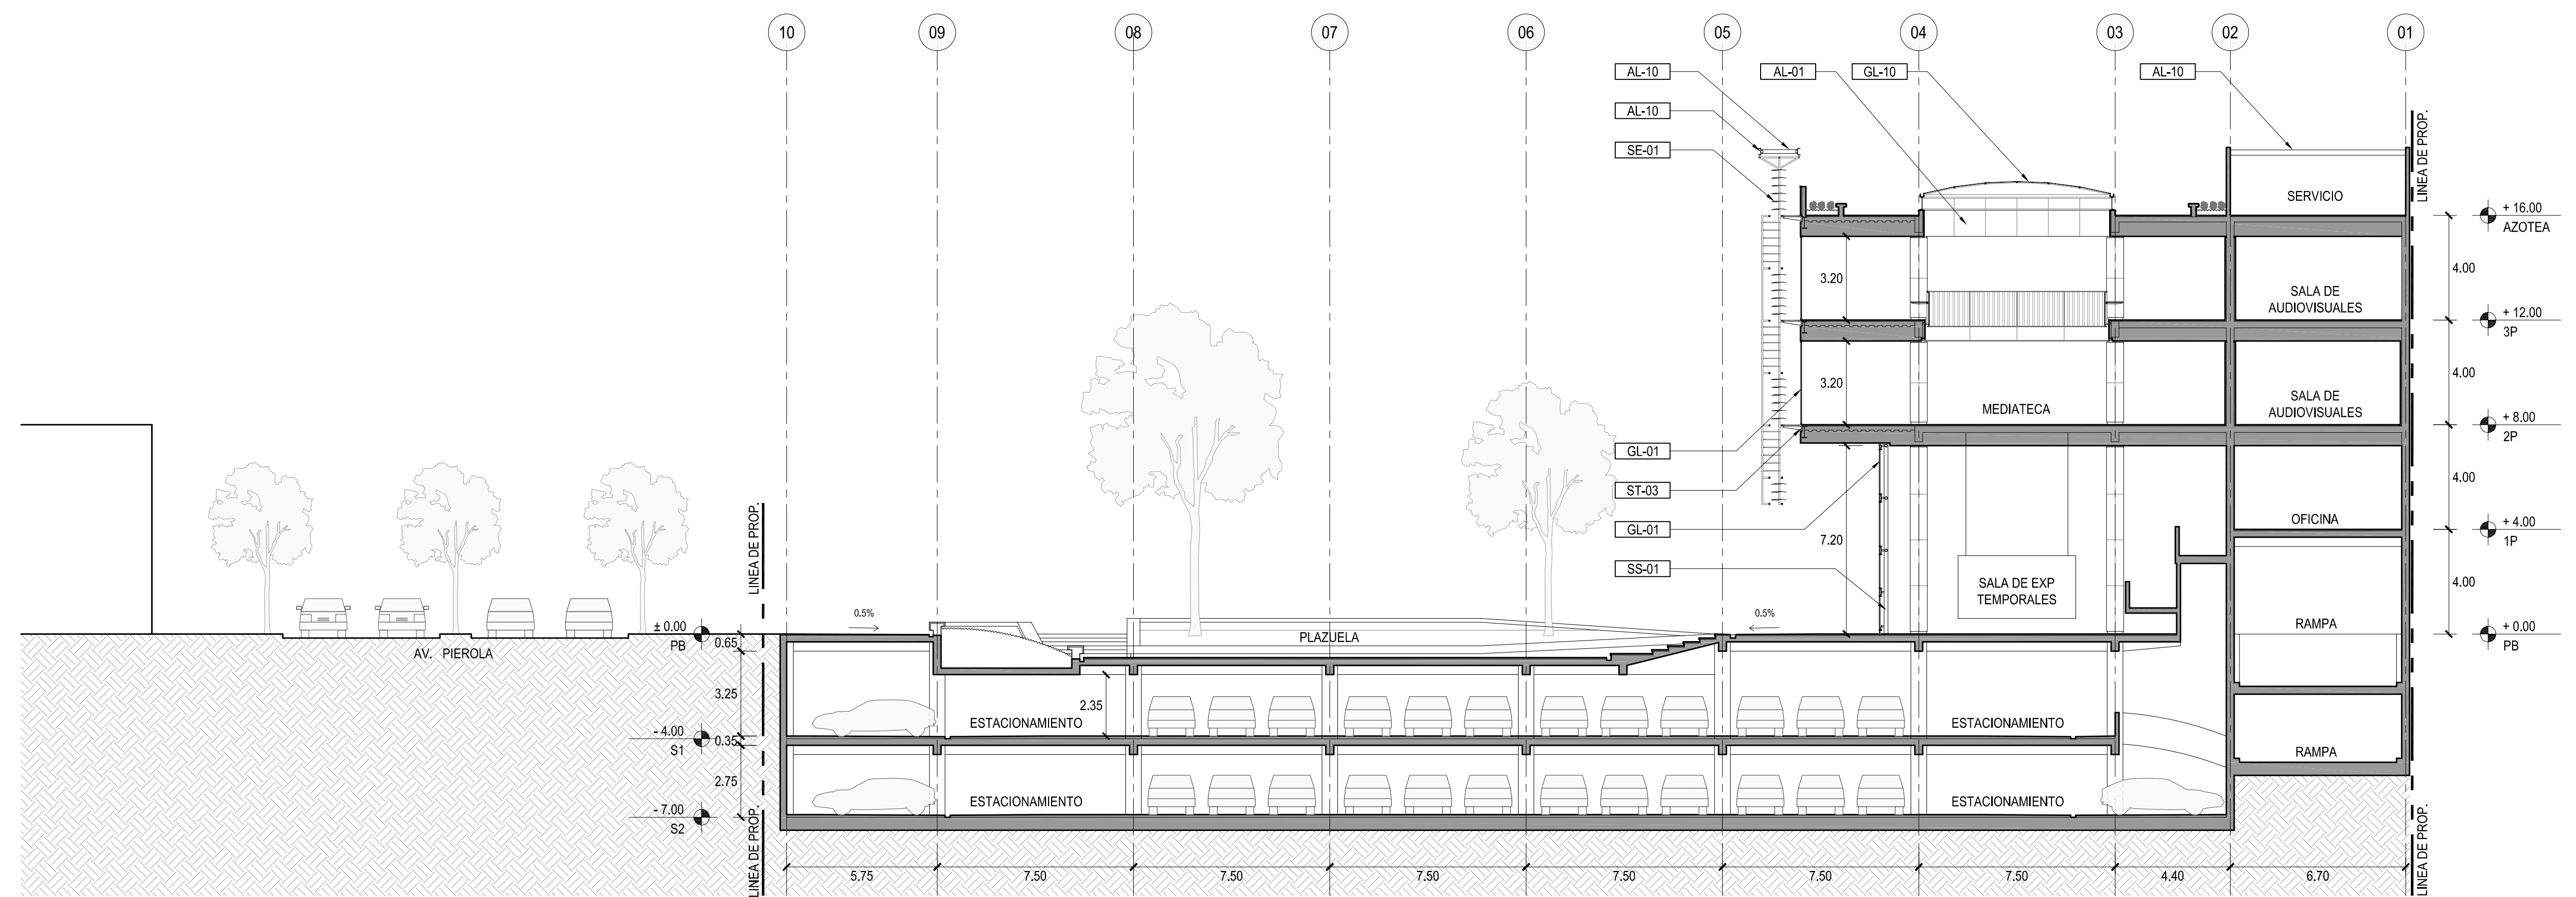 10
09
08
07
06
05
04
03
02
01
AL-10
AL-01
GL-10
AL-10
AL-10
SE-01
LINEA DE PROP.
SERVICIO
+ 16.00
AZOTEA
3.20
4.00
SALA DE
AUDIOVISUALES
+ 12.00
3P
3.20
4.00
MEDIATECA
SALA DE
AUDIOVISUALES
+ 8.00
2P
GL-01
ST-03
4.00
GL-01
OFICINA
+ 4.00
1P
7.20
SS-01
4.00
SALA DE EXP
TEMPORALES
LINEA DE PROP.
0.5%
0.5%
RAMPA
± 0.00
PB
0.65
PLAZUELA
+ 0.00
PB
AV. PIEROLA
3.25
2.35
ESTACIONAMIENTO
ESTACIONAMIENTO
- 4.00
S1
0.35
RAMPA
2.75
ESTACIONAMIENTO
ESTACIONAMIENTO
- 7.00
S2
LINEA DE PROP.
LINEA DE PROP.
5.75
7.50
7.50
7.50
7.50
7.50
7.50
4.40
6.70